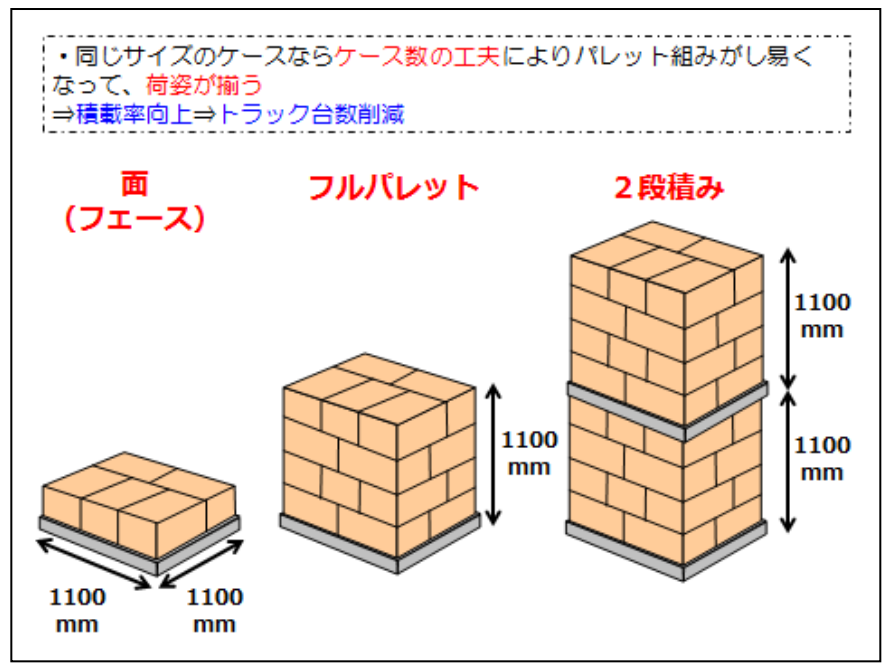 ・同じサイズのケースならケース数の工夫によりパレット組みがし易く
なって、荷姿が揃う
⇒積載率向上⇒トラック台数削減
面
（フェース）
フルパレット
２段積み
1100
mm
1100
mm
1100
mm
1100
mm
1100
mm